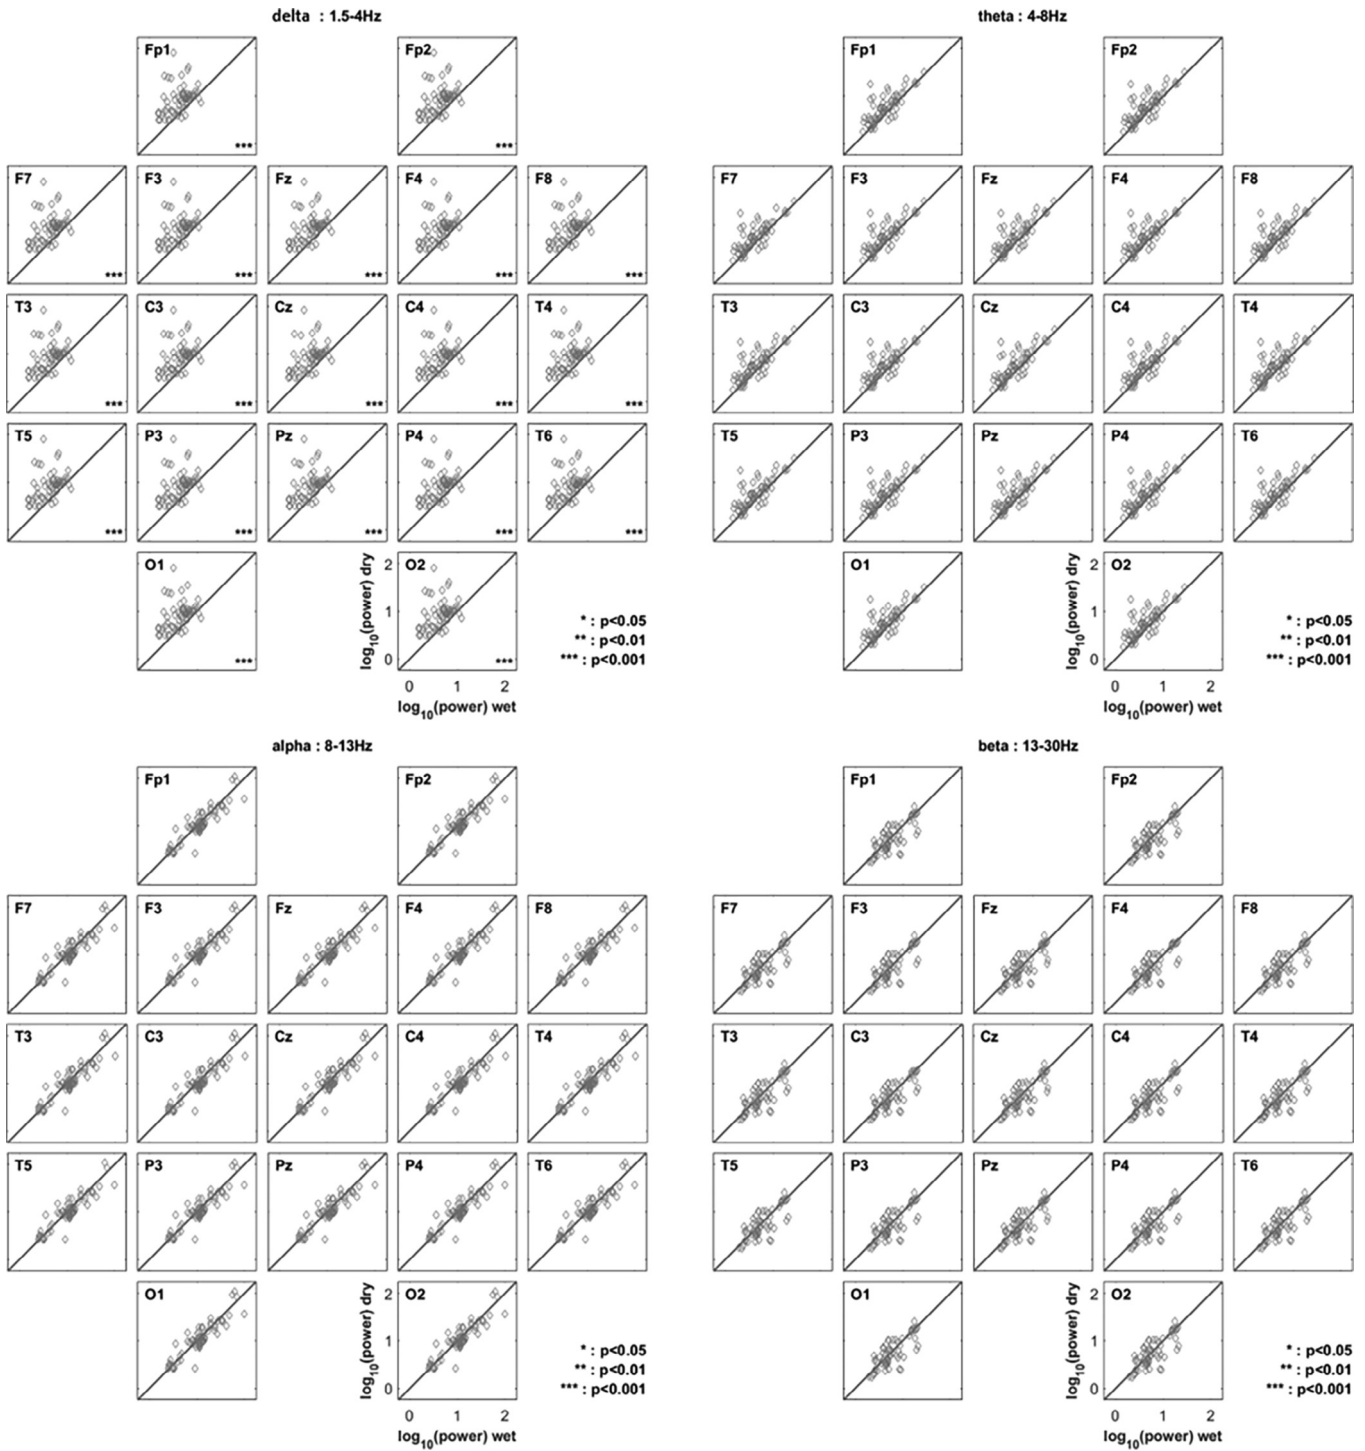 delta : 1.5-4Hz
Fp1
***
Fp2
***
F7
***
F3
***
Fz
***
F4
***
F8
***
T3
***
C3
***
Cz
***
C4
***
T4
***
T5
***
P3
***
Pz
***
P4
***
T6
***
O1
***
O2
***
log10(power) dry
2
1
0
0 1 2
log10(power) wet
* : p<0.05
** : p<0.01
*** : p<0.001
theta : 4-8Hz
Fp1
Fp2
F7
F3
Fz
F4
F8
T3
C3
Cz
C4
T4
T5
P3
Pz
P4
T6
O1
O2
log10(power) dry
2
1
0
0 1 2
log10(power) wet
* : p<0.05
** : p<0.01
*** : p<0.001
alpha : 8-13Hz
Fp1
Fp2
F7
F3
Fz
F4
F8
T3
C3
Cz
C4
T4
T5
P3
Pz
P4
T6
O1
O2
log10(power) dry
2
1
0
0 1 2
log10(power) wet
* : p<0.05
** : p<0.01
*** : p<0.001
beta : 13-30Hz
Fp1
Fp2
F7
F3
Fz
F4
F8
T3
C3
Cz
C4
T4
T5
P3
Pz
P4
T6
O1
O2
log10(power) dry
2
1
0
0 1 2
log10(power) wet
* : p<0.05
** : p<0.01
*** : p<0.001